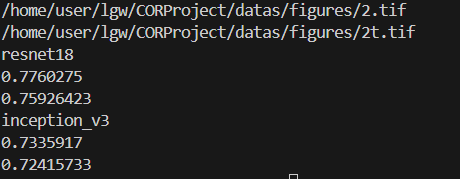 /home/user/lgw/CORProject/datas/figures/2.tif
/home/user/lgw/CORProject/datas/figures/2t.tif
resnet18
0.7760275
0.75926423
inception_v3
0.7335917
0.72415733